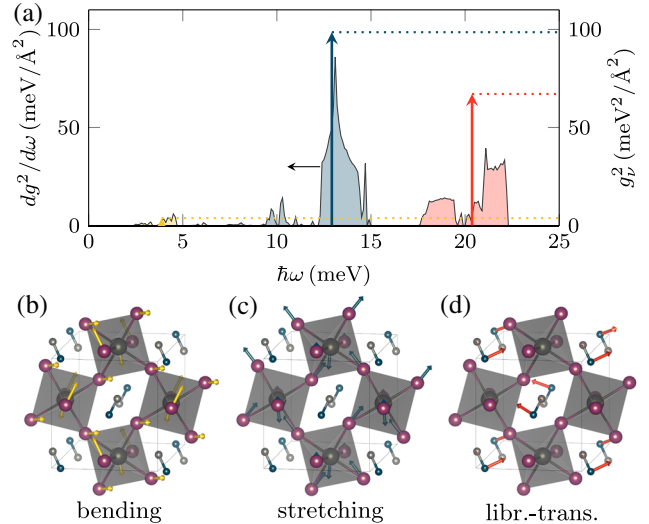 (a)
dg²/dω (meV/Å²)
100
50
0
100
50
0
g²ᵥ (meV²/Å²)
0 5 10 15 20 25
ħω (meV)
(b) (c) (d)
bending stretching libr.-trans.